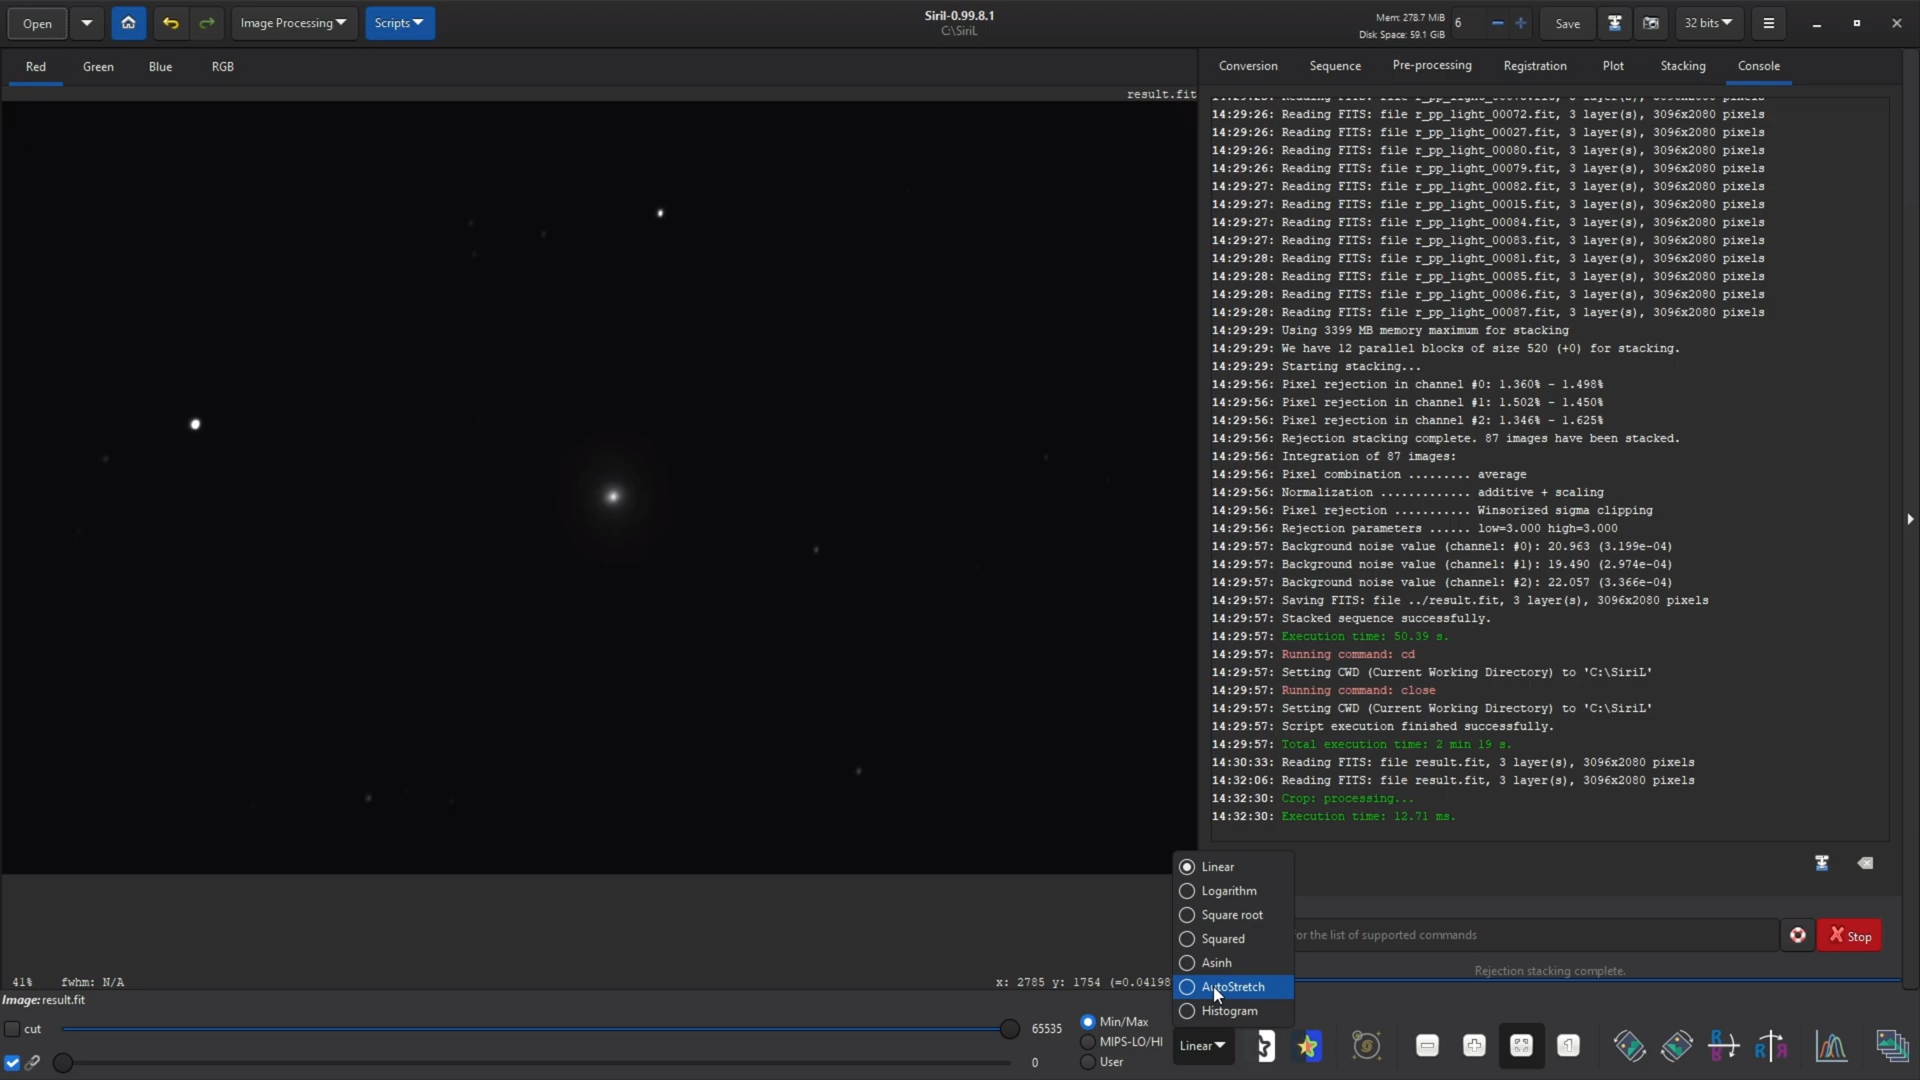 Open
Image Processing
Scripts
Siril-0.99.8.1
C:\SiriL
Mem: 278.7 MiB
Disk Space: 59.1 GiB
6
Save
32 bits
Red
Green
Blue
RGB
Conversion
Sequence
Pre-processing
Registration
Plot
Stacking
Console
result.fit
14:29:26: Reading FITS: file r_pp_light_00072.fit, 3 layer(s), 3096x2080 pixels
14:29:26: Reading FITS: file r_pp_light_00027.fit, 3 layer(s), 3096x2080 pixels
14:29:26: Reading FITS: file r_pp_light_00080.fit, 3 layer(s), 3096x2080 pixels
14:29:26: Reading FITS: file r_pp_light_00079.fit, 3 layer(s), 3096x2080 pixels
14:29:27: Reading FITS: file r_pp_light_00082.fit, 3 layer(s), 3096x2080 pixels
14:29:27: Reading FITS: file r_pp_light_00015.fit, 3 layer(s), 3096x2080 pixels
14:29:27: Reading FITS: file r_pp_light_00084.fit, 3 layer(s), 3096x2080 pixels
14:29:27: Reading FITS: file r_pp_light_00083.fit, 3 layer(s), 3096x2080 pixels
14:29:28: Reading FITS: file r_pp_light_00081.fit, 3 layer(s), 3096x2080 pixels
14:29:28: Reading FITS: file r_pp_light_00085.fit, 3 layer(s), 3096x2080 pixels
14:29:28: Reading FITS: file r_pp_light_00086.fit, 3 layer(s), 3096x2080 pixels
14:29:28: Reading FITS: file r_pp_light_00087.fit, 3 layer(s), 3096x2080 pixels
14:29:29: Using 3399 MB memory maximum for stacking
14:29:29: We have 12 parallel blocks of size 520 (+0) for stacking.
14:29:29: Starting stacking...
14:29:56: Pixel rejection in channel #0: 1.360% - 1.498%
14:29:56: Pixel rejection in channel #1: 1.502% - 1.450%
14:29:56: Pixel rejection in channel #2: 1.346% - 1.625%
14:29:56: Rejection stacking complete. 87 images have been stacked.
14:29:56: Integration of 87 images:
14:29:56: Pixel combination ......... average
14:29:56: Normalization ............. additive + scaling
14:29:56: Pixel rejection ........... Winsorized sigma clipping
14:29:56: Rejection parameters ...... low=3.000 high=3.000
14:29:57: Background noise value (channel: #0): 20.963 (3.199e-04)
14:29:57: Background noise value (channel: #1): 19.490 (2.974e-04)
14:29:57: Background noise value (channel: #2): 22.057 (3.366e-04)
14:29:57: Saving FITS: file ../result.fit, 3 layer(s), 3096x2080 pixels
14:29:57: Stacked sequence successfully.
14:29:57: Execution time: 50.39 s.
14:29:57: Running command: cd
14:29:57: Setting CWD (Current Working Directory) to 'C:\SiriL'
14:29:57: Running command: close
14:29:57: Setting CWD (Current Working Directory) to 'C:\SiriL'
14:29:57: Script execution finished successfully.
14:29:57: Total execution time: 2 min 19 s.
14:30:33: Reading FITS: file result.fit, 3 layer(s), 3096x2080 pixels
14:32:06: Reading FITS: file result.fit, 3 layer(s), 3096x2080 pixels
14:32:30: Crop: processing...
14:32:30: Execution time: 12.71 ms.
Linear
Logarithm
Square root
Squared
Asinh
AutoStretch
Histogram
or the list of supported commands
Stop
Rejection stacking complete.
41%
fwhm: N/A
x: 2785 y: 1754 (=0.04198
Image: result.fit
cut
65535
0
Min/Max
MIPS-LO/HI
User
Linear